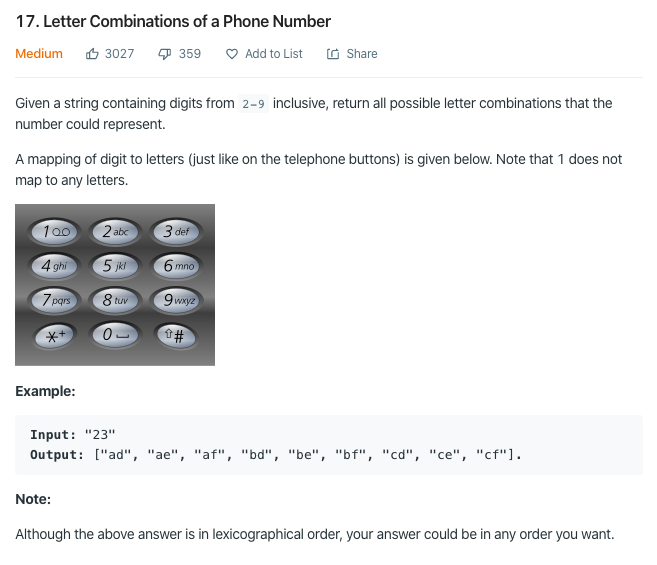 17. Letter Combinations of a Phone Number
Medium 3027 359 Add to List Share
Given a string containing digits from 2-9 inclusive, return all possible letter combinations that the
number could represent.
A mapping of digit to letters (just like on the telephone buttons) is given below. Note that 1 does not
map to any letters.
1 2 abc 3 def
4 ghi 5 jkl 6 mno
7 pqrs 8 tuv 9 wxyz
*+ 0 #
Example:
Input: "23"
Output: ["ad", "ae", "af", "bd", "be", "bf", "cd", "ce", "cf"].
Note:
Although the above answer is in lexicographical order, your answer could be in any order you want.